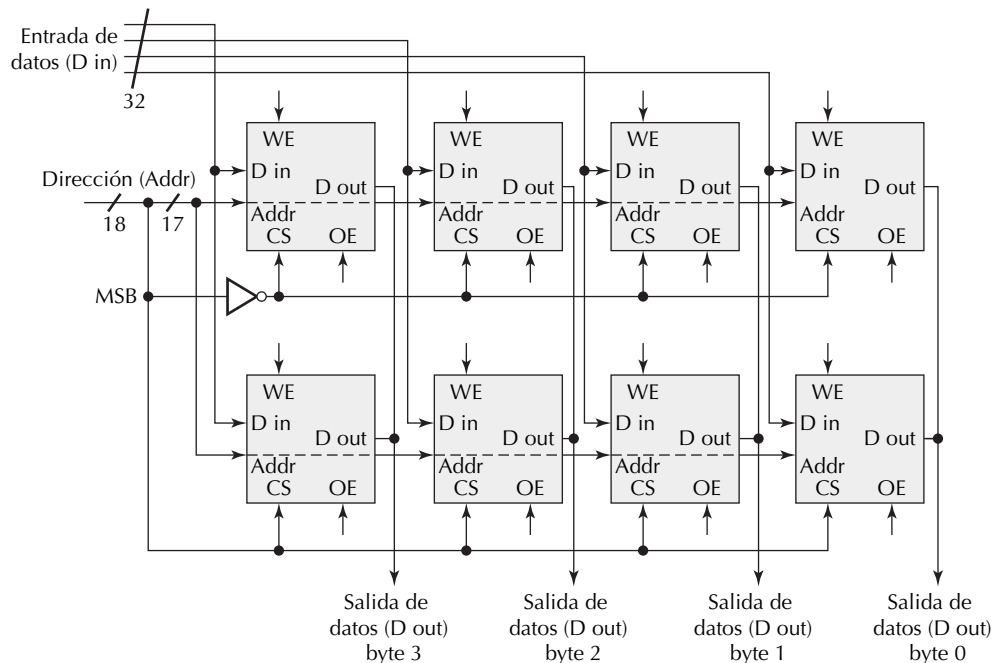 Entrada de
datos (D in)
32
WE
WE
WE
WE
D in
D in
D in
D in
D out
D out
D out
D out
Dirección (Addr)
18
17
Addr
Addr
Addr
CS
OE
CS
OE
CS
OE
CS
OE
MSB
WE
WE
WE
WE
D in
D in
D in
D in
D out
D out
D out
D out
Addr
Addr
Addr
CS
OE
CS
OE
CS
OE
CS
OE
Salida de
datos (D out)
byte 3
Salida de
datos (D out)
byte 2
Salida de
datos (D out)
byte 1
Salida de
datos (D out)
byte 0